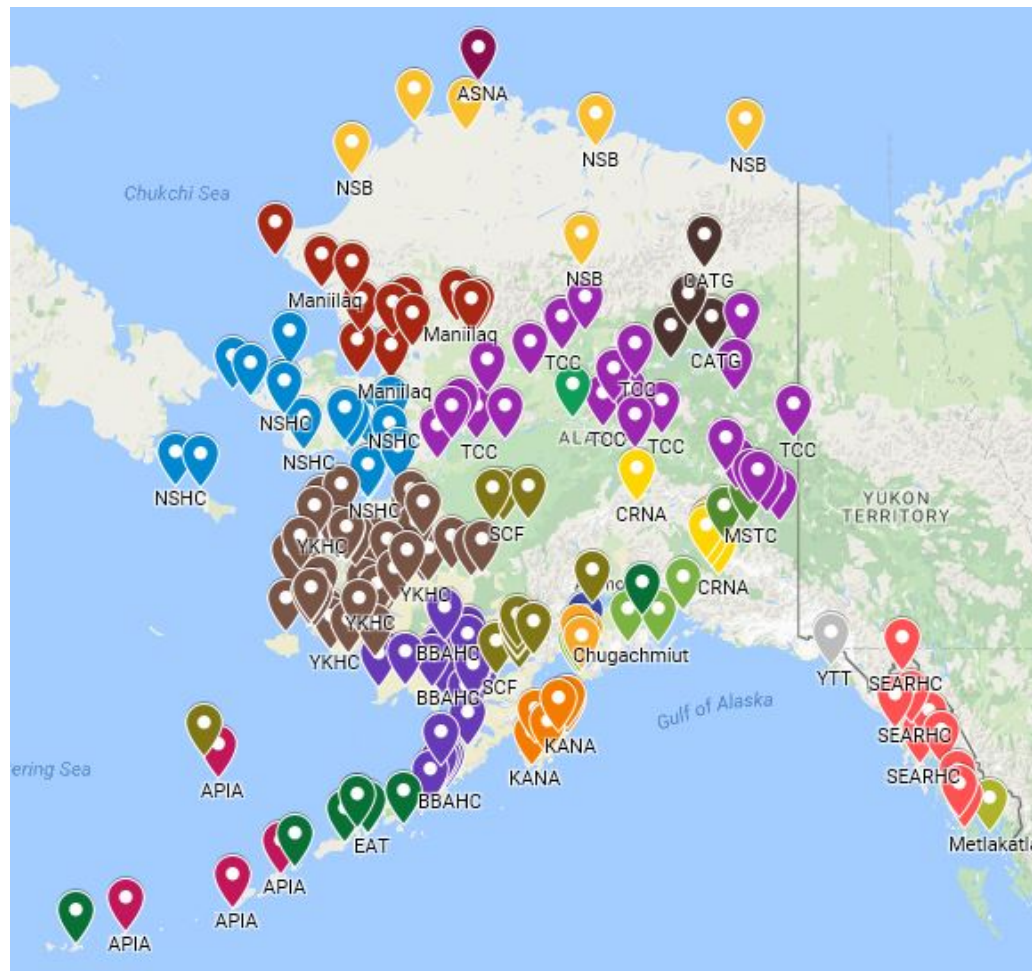 ASNA
NSB
NSB
NSB
Chukchi Sea
NSB
CATG
Maniilaq
Maniilaq
TCC
CATG
TCC
Maniilaq
NSHC
NSHC
TCC
TCC
TCC
TCC
NSHC
NSHC
NSHC
CRNA
YUKON
TERRITORY
SCF
MSTC
YKHC
YKHC
CRNA
YKHC
BBAHC
Chugachmiut
YKHC
SCF
BBAHC
YTT
SEARHC
Gulf of Alaska
SEARHC
KANA
ering Sea
KANA
SEARHC
APIA
BBAHC
EAT
Metlakatla
APIA
APIA
APIA